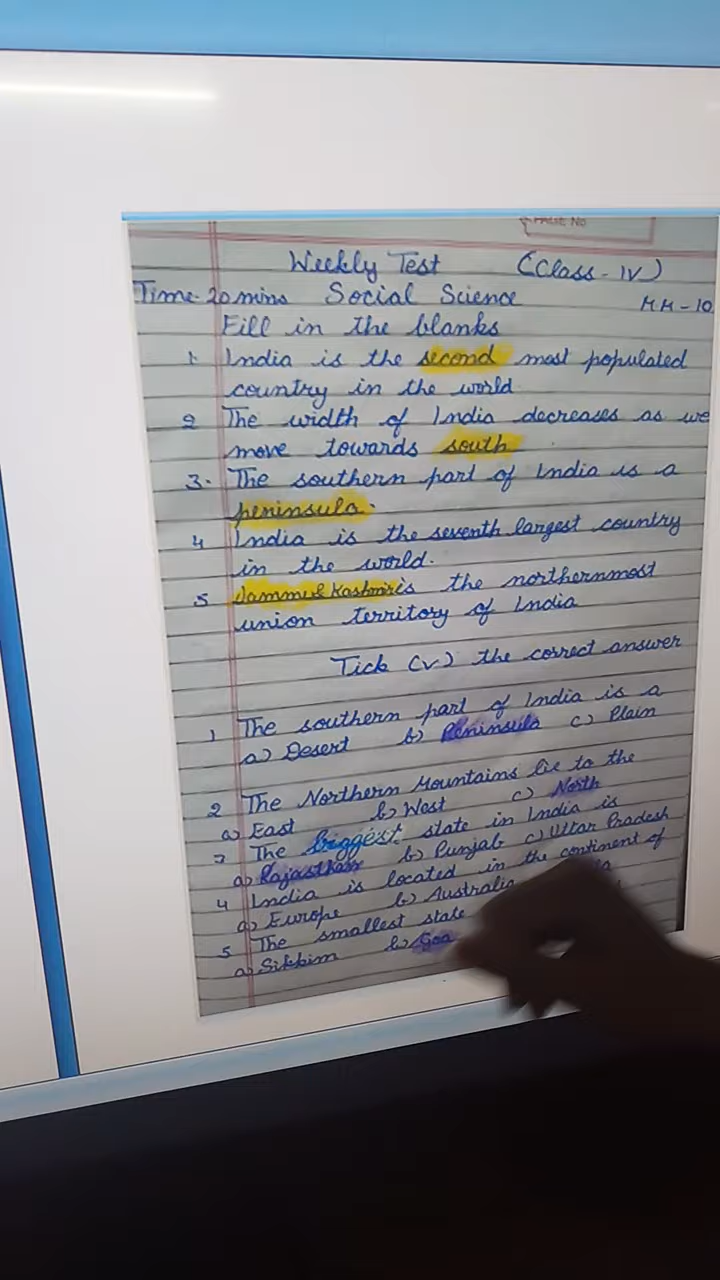 PAGE NO
Weekly Test (Class - IV)
Time- 20 mins Social Science MM - 10
Fill in the blanks
1. India is the second most populated
country in the world.
2 The width of India decreases as we
move towards south
3. The southern part of India is a
peninsula.
4 India is the seventh largest country
in the world.
5 Jammu & Kashmir is the northernmost
union territory of India
Tick (✓) the correct answer
1 The southern part of India is a
a) Desert b) Peninsula c) Plain
2 The Northern Mountains lie to the
a) East b) West c) North
3 The biggest state in India is
a) Rajasthan b) Punjab c) Uttar Pradesh
4 India is located in the continent of
a) Europe b) Australia
5 The smallest state
a) Sikkim b) Goa